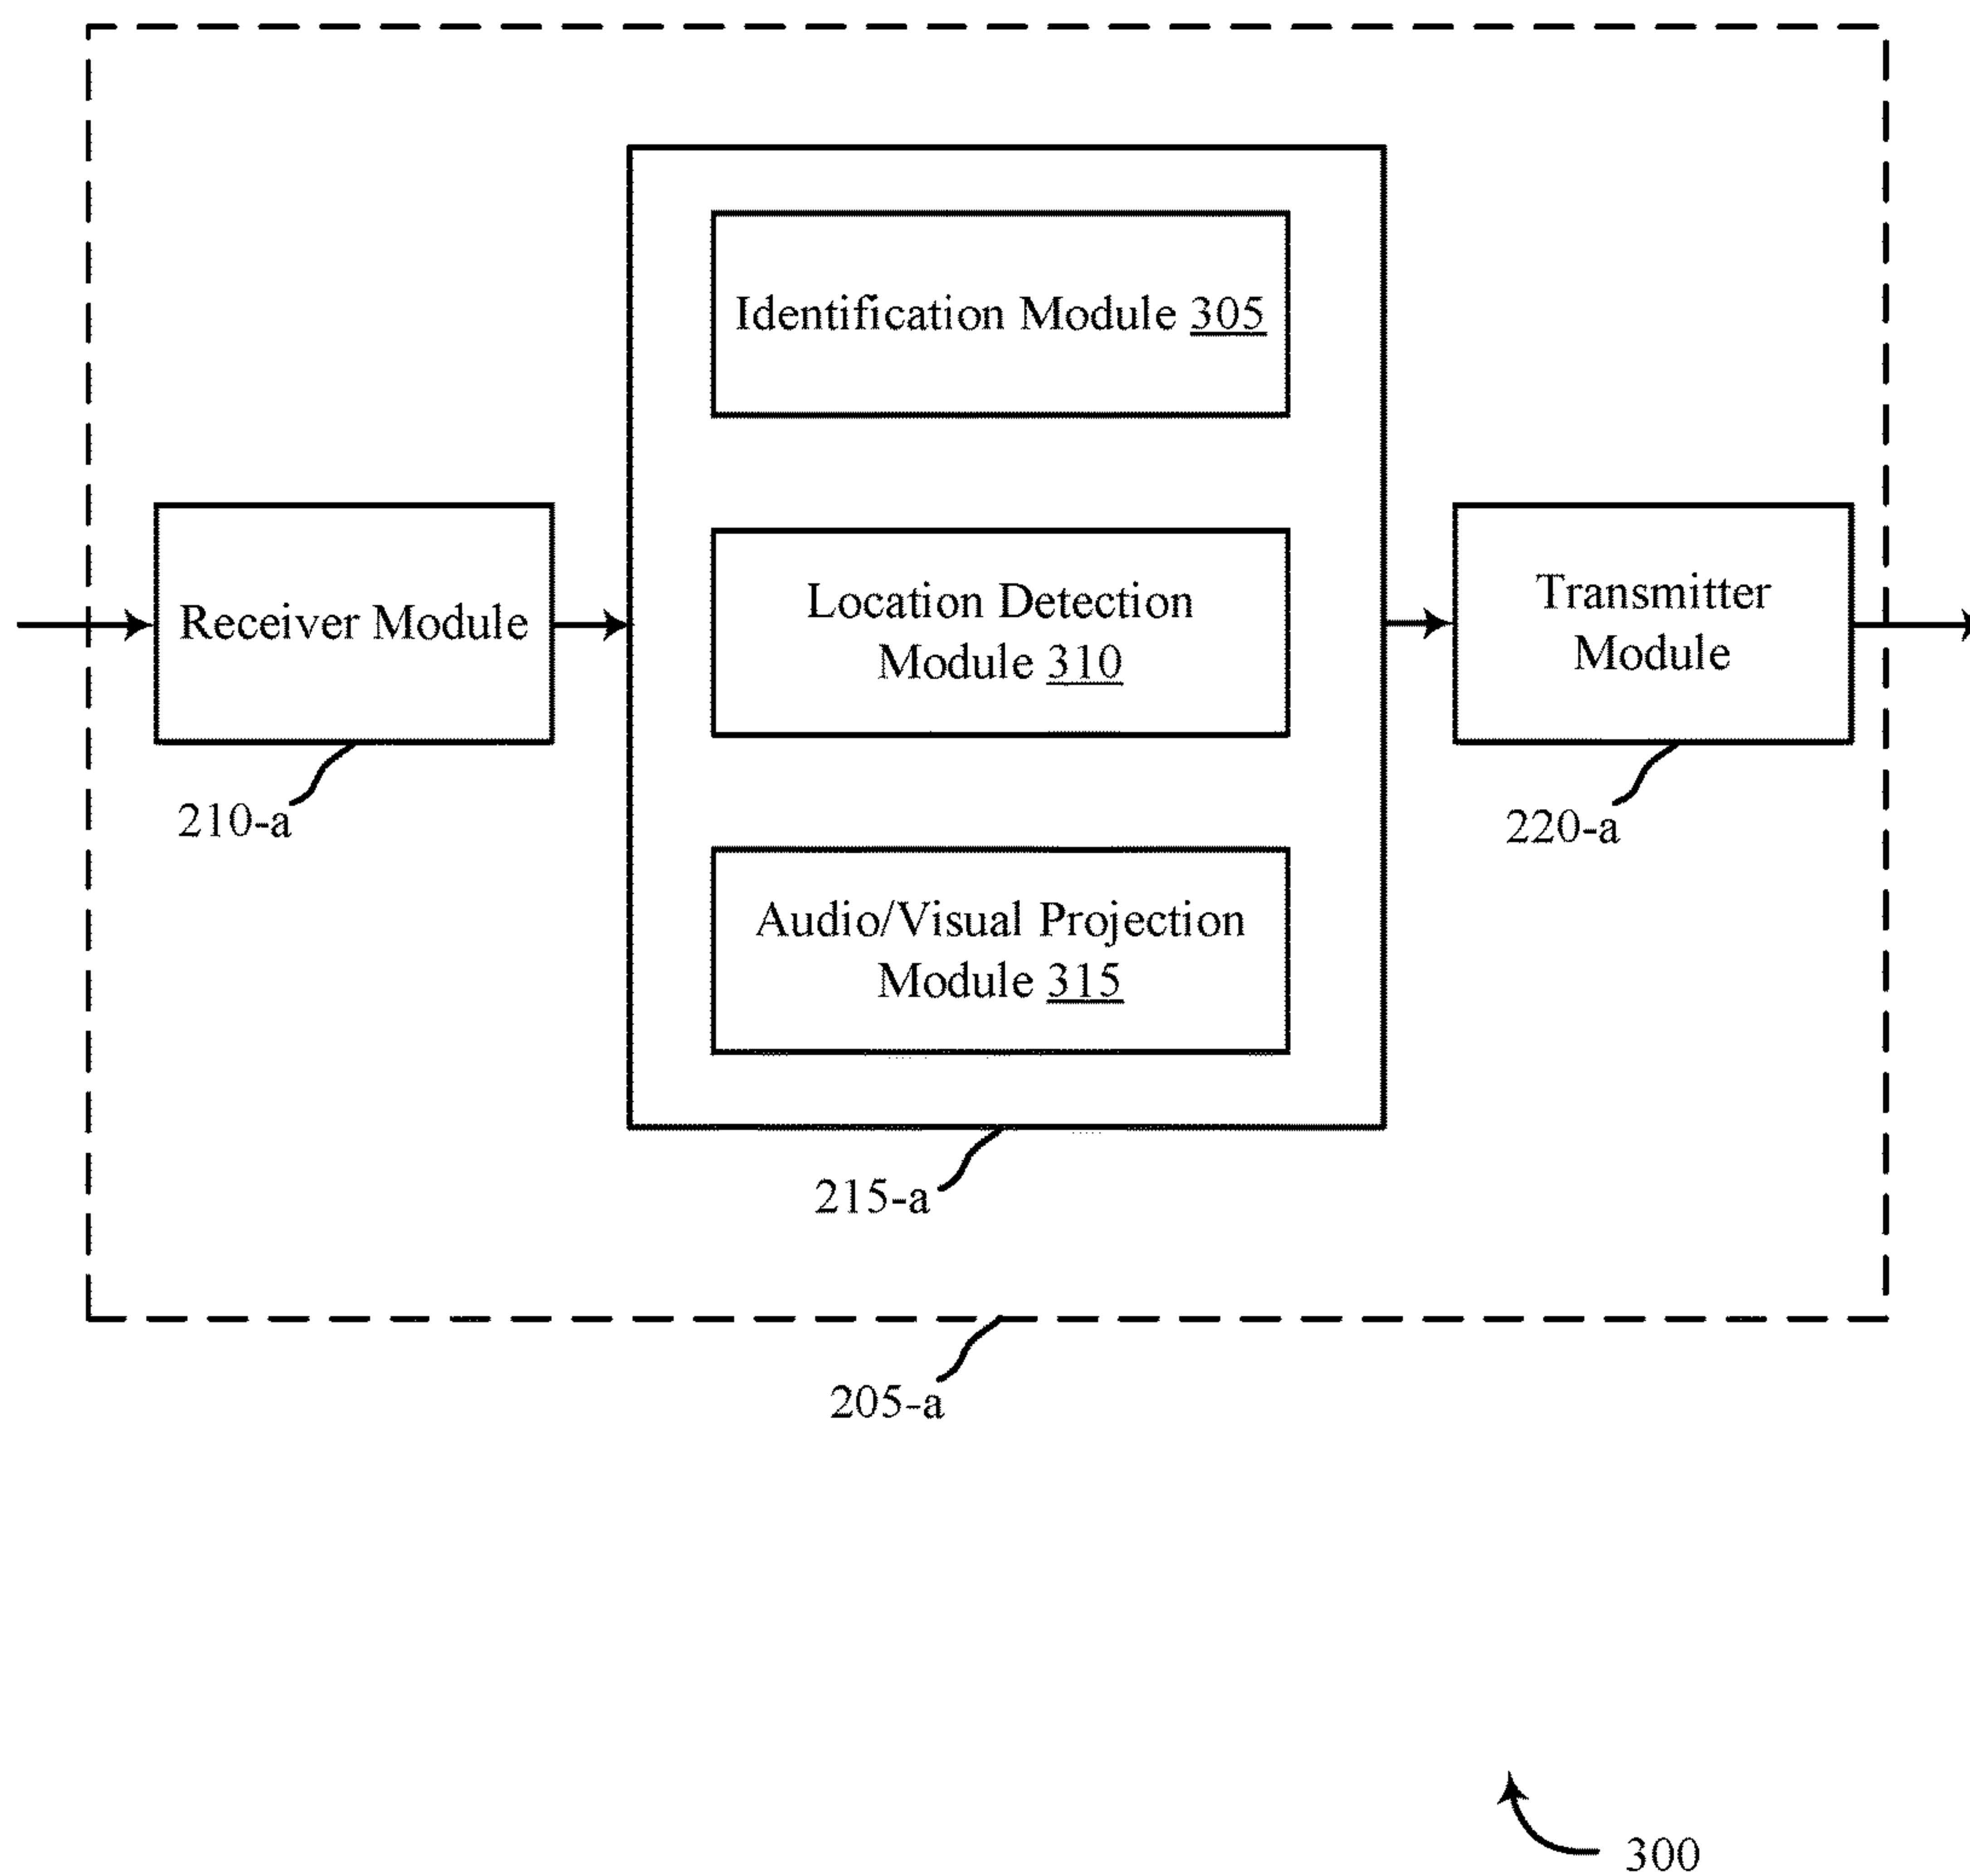 Identification Module 305
Receiver Module
Location Detection
Module 310
Transmitter
Module
210-a
220-a
Audio/Visual Projection
Module 315
215-a
205-a
300